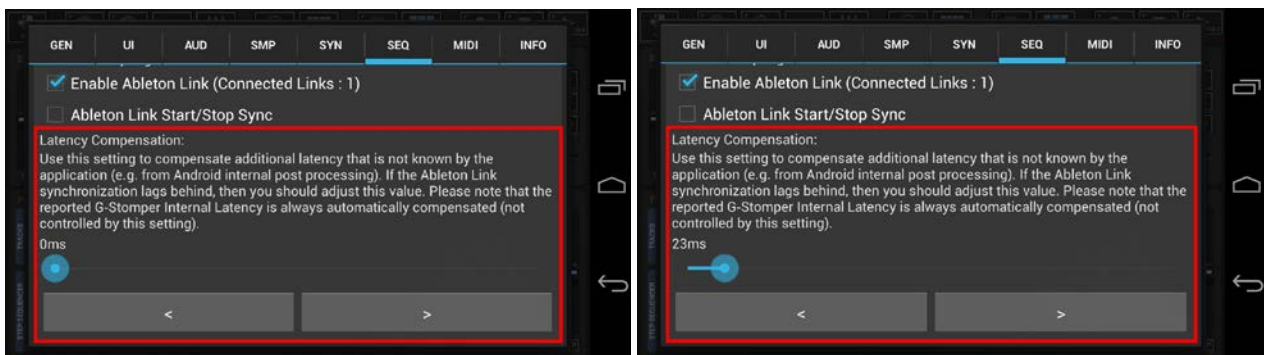 GEN UI AUD SMP SYN SEQ MIDI INFO
Enable Ableton Link (Connected Links : 1)
Ableton Link Start/Stop Sync
Latency Compensation:
Use this setting to compensate additional latency that is not known by the
application (e.g. from Android internal post processing). If the Ableton Link
synchronization lags behind, then you should adjust this value. Please note that the
reported G-Stomper Internal Latency is always automatically compensated (not
controlled by this setting).
0ms
< >
TRACKS
STEP SEQUENCER
GEN UI AUD SMP SYN SEQ MIDI INFO
Enable Ableton Link (Connected Links : 1)
Ableton Link Start/Stop Sync
Latency Compensation:
Use this setting to compensate additional latency that is not known by the
application (e.g. from Android internal post processing). If the Ableton Link
synchronization lags behind, then you should adjust this value. Please note that the
reported G-Stomper Internal Latency is always automatically compensated (not
controlled by this setting).
23ms
< >
TRACKS
STEP SEQUENCER